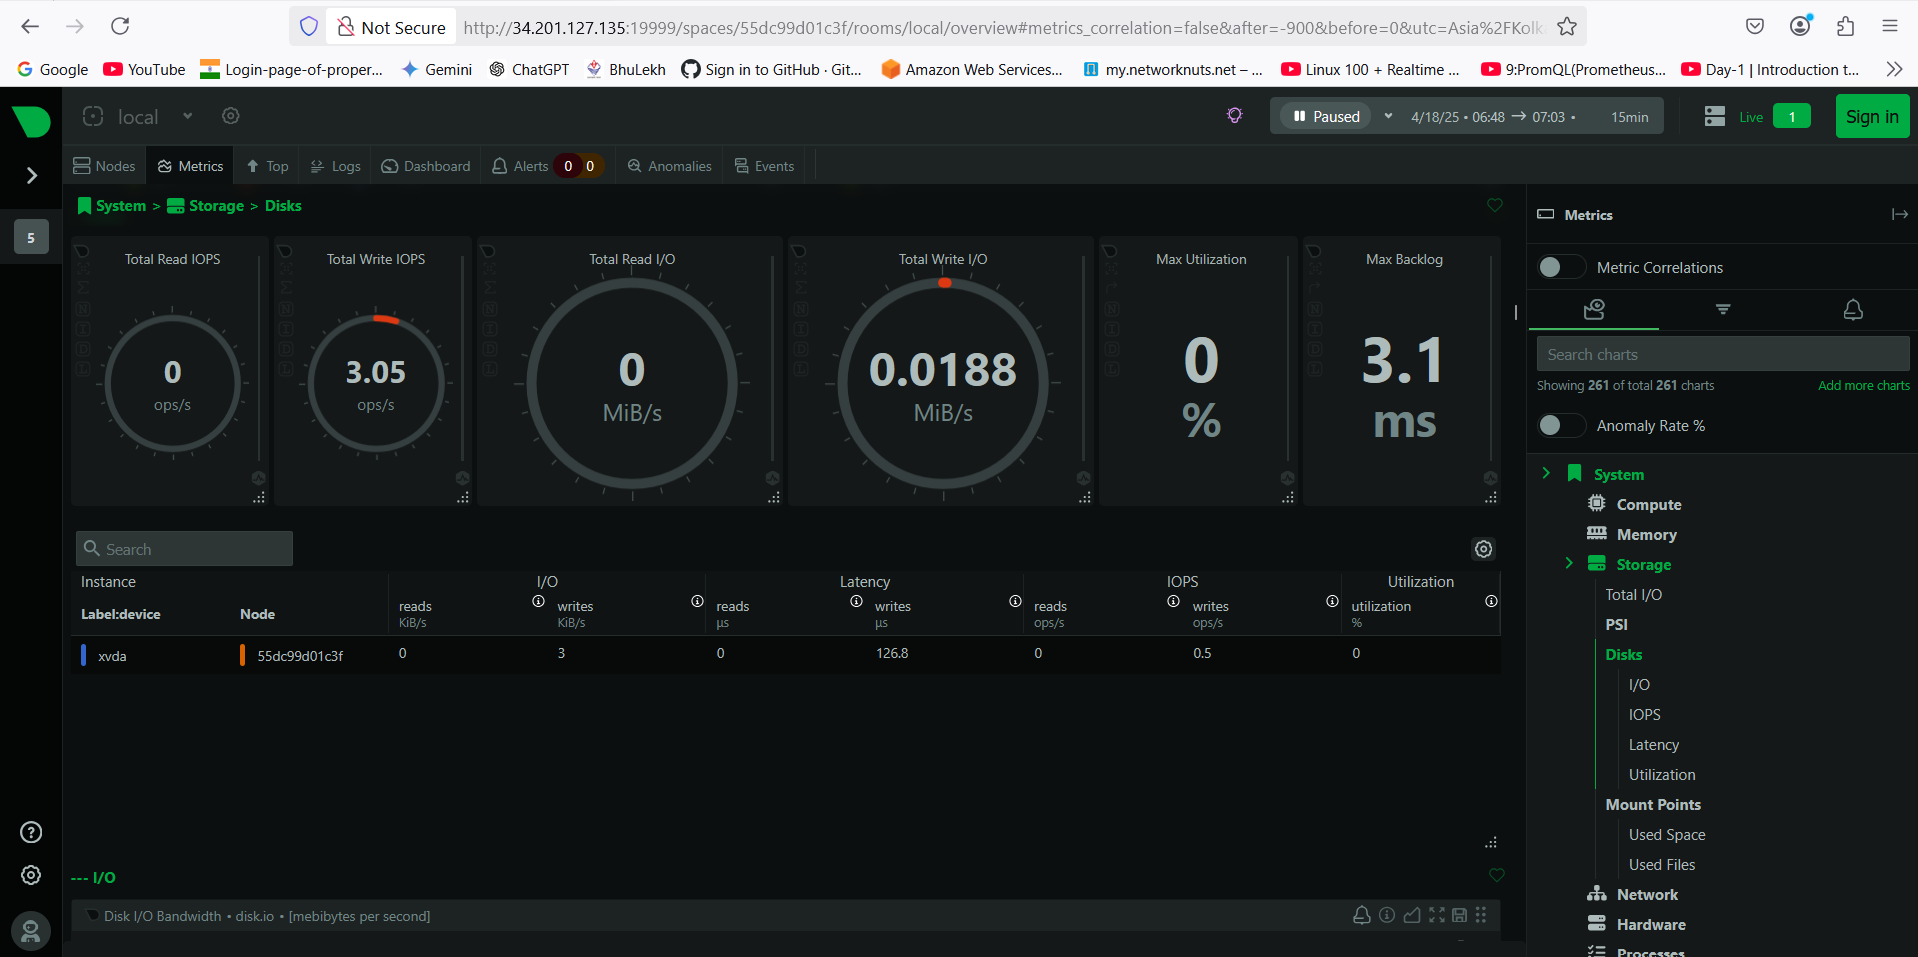 Not Secure http://34.201.127.135:19999/spaces/55dc99d01c3f/rooms/local/overview#metrics_correlation=false&after=-900&before=0&utc=Asia%2FKolk
Google YouTube Login-page-of-proper... Gemini ChatGPT BhuLekh Sign in to GitHub · Git... Amazon Web Services... my.networknuts.net – ... Linux 100 + Realtime ... 9:PromQL(Prometheus... Day-1 | Introduction t...
local Paused 4/18/25 • 06:48 → 07:03 • 15min Live 1 Sign in
Nodes Metrics Top Logs Dashboard Alerts 0 0 Anomalies Events
5
System > Storage > Disks
Total Read IOPS
0
ops/s
Total Write IOPS
3.05
ops/s
Total Read I/O
0
MiB/s
Total Write I/O
0.0188
MiB/s
Max Utilization
0
%
Max Backlog
3.1
ms
Search
Instance I/O Latency IOPS Utilization
Label:device Node reads writes reads writes reads writes utilization
KiB/s KiB/s µs µs ops/s ops/s %
xvda 55dc99d01c3f 0 3 0 126.8 0 0.5 0
--- I/O
Disk I/O Bandwidth • disk.io • [mebibytes per second]
Metrics
Metric Correlations
Search charts
Showing 261 of total 261 charts Add more charts
Anomaly Rate %
System
Compute
Memory
Storage
Total I/O
PSI
Disks
I/O
IOPS
Latency
Utilization
Mount Points
Used Space
Used Files
Network
Hardware
Processes